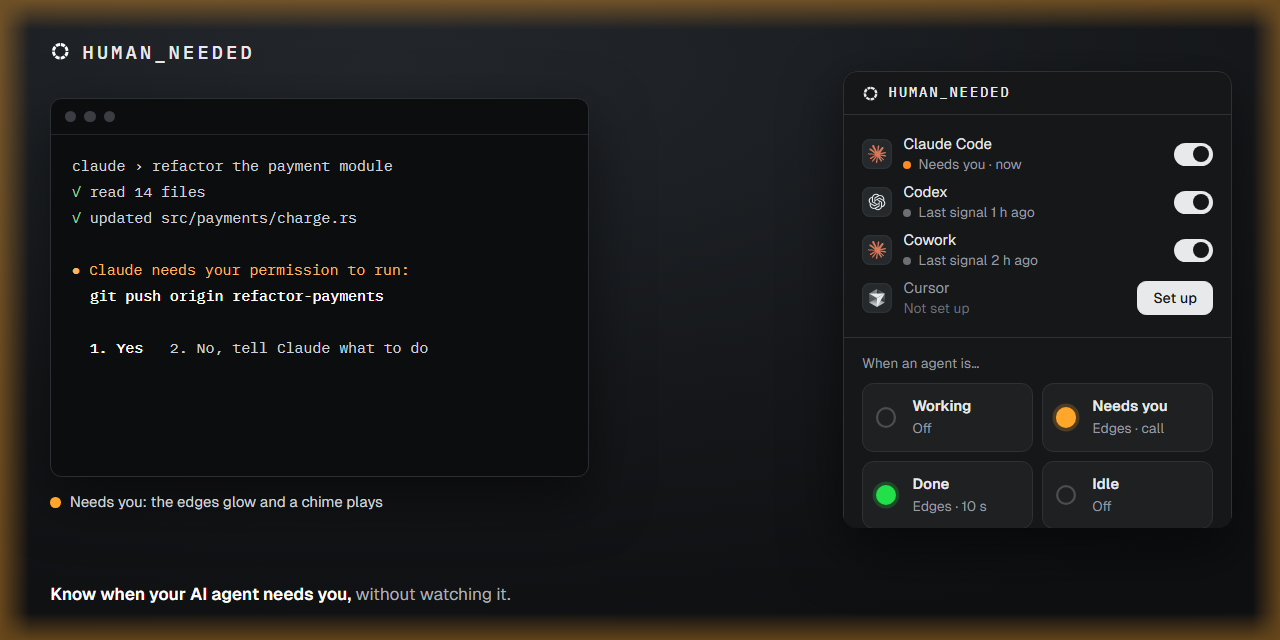 HUMAN_NEEDED
claude › refactor the payment module
√ read 14 files
√ updated src/payments/charge.rs
● Claude needs your permission to run:
git push origin refactor-payments
1. Yes   2. No, tell Claude what to do
Needs you: the edges glow and a chime plays
Know when your AI agent needs you, without watching it.
HUMAN_NEEDED
Claude Code
Needs you · now
Codex
Last signal 1 h ago
Cowork
Last signal 2 h ago
Cursor
Not set up
Set up
When an agent is…
Working
Off
Needs you
Edges · call
Done
Edges · 10 s
Idle
Off